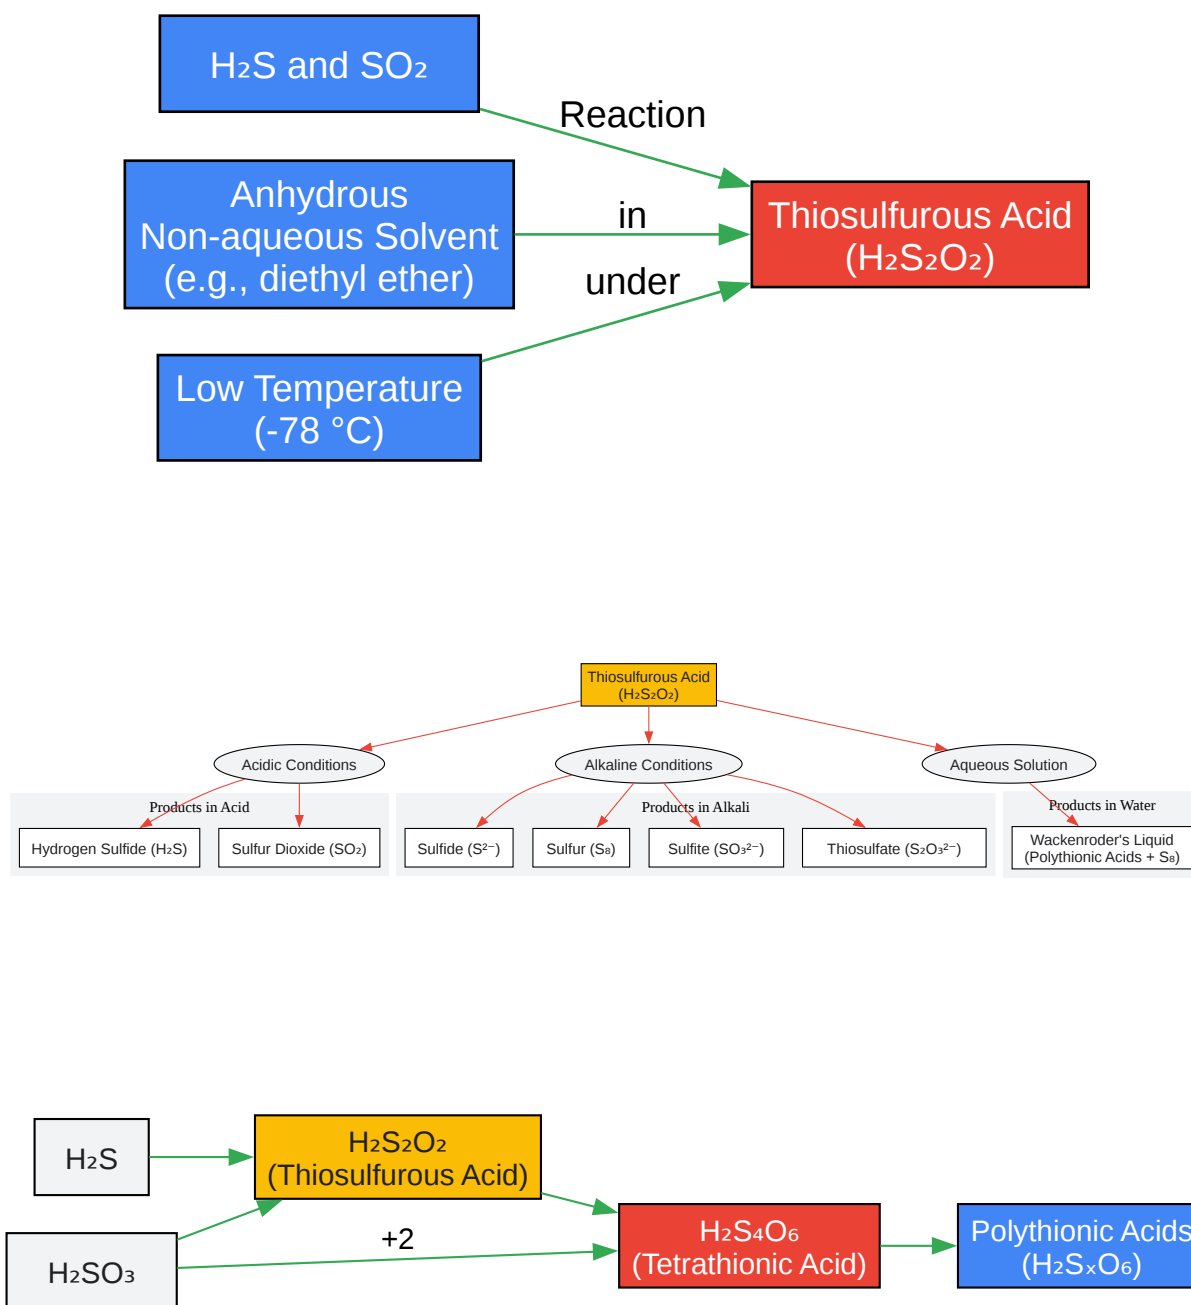 H₂S and SO₂
Reaction
Anhydrous
Non-aqueous Solvent
(e.g., diethyl ether)
in
Thiosulfurous Acid
(H₂S₂O₂)
under
Low Temperature
(-78 °C)
Thiosulfurous Acid
(H₂S₂O₂)
Acidic Conditions
Alkaline Conditions
Aqueous Solution
Products in Acid
Products in Alkali
Products in Water
Hydrogen Sulfide (H₂S)
Sulfur Dioxide (SO₂)
Sulfide (S²⁻)
Sulfur (S₈)
Sulfite (SO₃²⁻)
Thiosulfate (S₂O₃²⁻)
Wackenroder's Liquid
(Polythionic Acids + S₈)
H₂S
H₂S₂O₂
(Thiosulfurous Acid)
H₂SO₃
+2
H₂S₄O₆
(Tetrathionic Acid)
Polythionic Acids
(H₂SₓO₆)